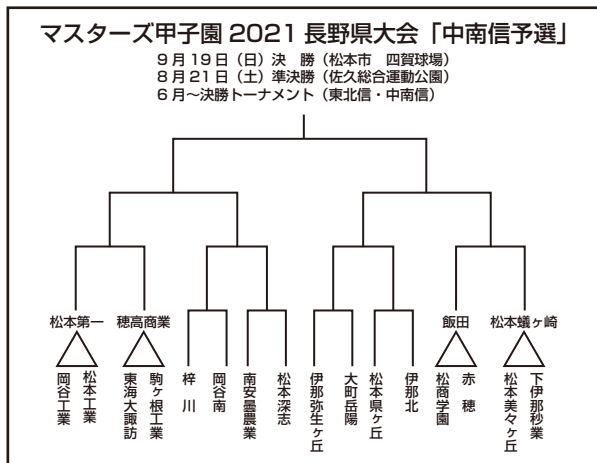 マスターズ甲子園 2021 長野県大会「中南信予選」
9月19日(日)決　勝(松本市　四賀球場)
8月21日(土)準決勝(佐久総合運動公園)
6月~決勝トーナメント(東北信・中南信)
松本第一
穂高商業
飯田
松本蟻ヶ崎
岡谷工業
松本工業
東海大諏訪
駒ヶ根工業
梓　川
岡谷南
南安曇農業
松本深志
伊那弥生ヶ丘
大町岳陽
松本県ヶ丘
伊那北
松商学園
赤　穂
松本美々ヶ丘
下伊那秒業